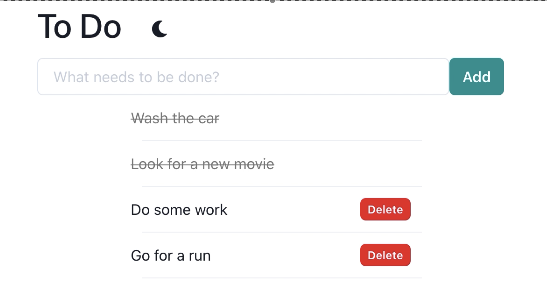 To Do
What needs to be done? Add
Wash the car
Look for a new movie
Do some work Delete
Go for a run Delete